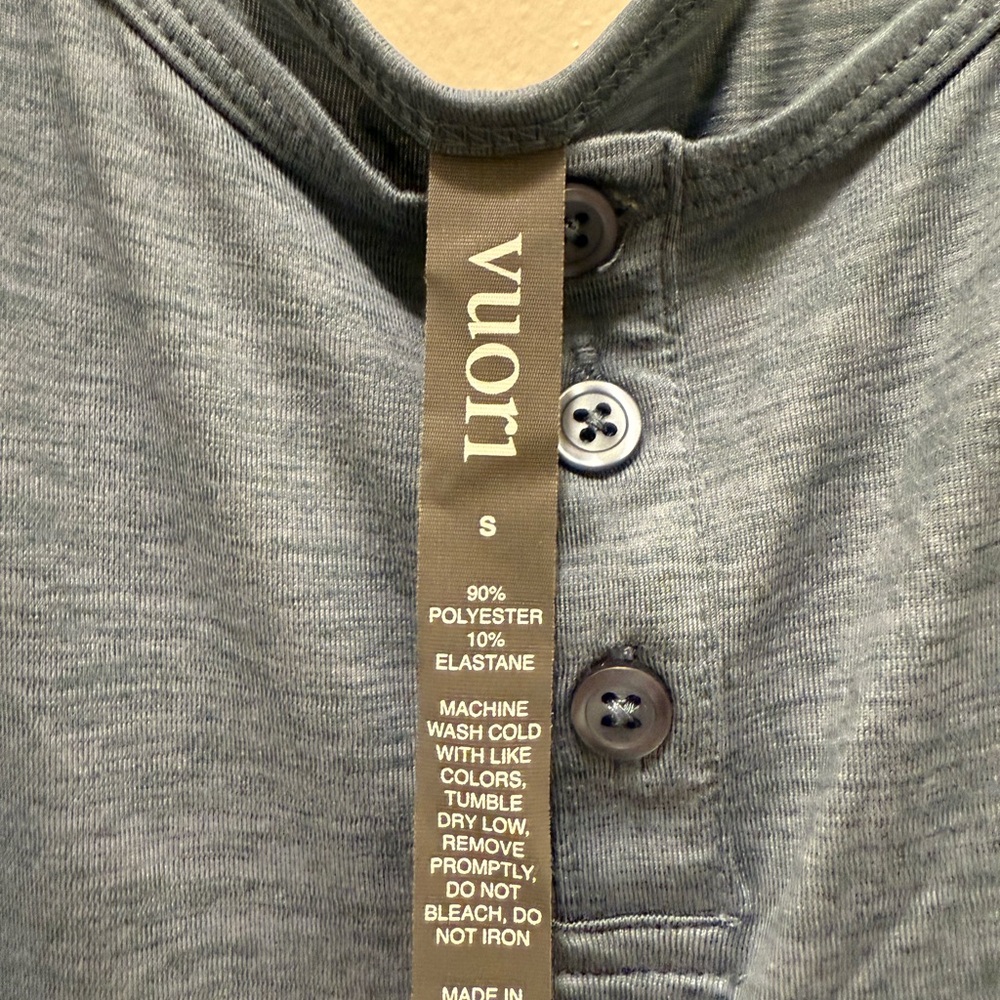 vuori
S
90%
POLYESTER
10%
ELASTANE
MACHINE
WASH COLD
WITH LIKE
COLORS,
TUMBLE
DRY LOW,
REMOVE
PROMPTLY,
DO NOT
BLEACH, DO
NOT IRON
MADE IN